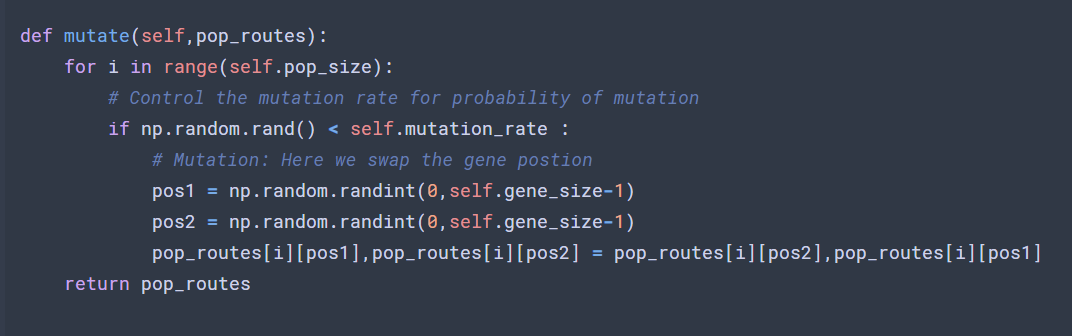 def mutate(self,pop_routes):
    for i in range(self.pop_size):
        # Control the mutation rate for probability of mutation
        if np.random.rand() < self.mutation_rate :
            # Mutation: Here we swap the gene postion
            pos1 = np.random.randint(0,self.gene_size-1)
            pos2 = np.random.randint(0,self.gene_size-1)
            pop_routes[i][pos1],pop_routes[i][pos2] = pop_routes[i][pos2],pop_routes[i][pos1]
    return pop_routes